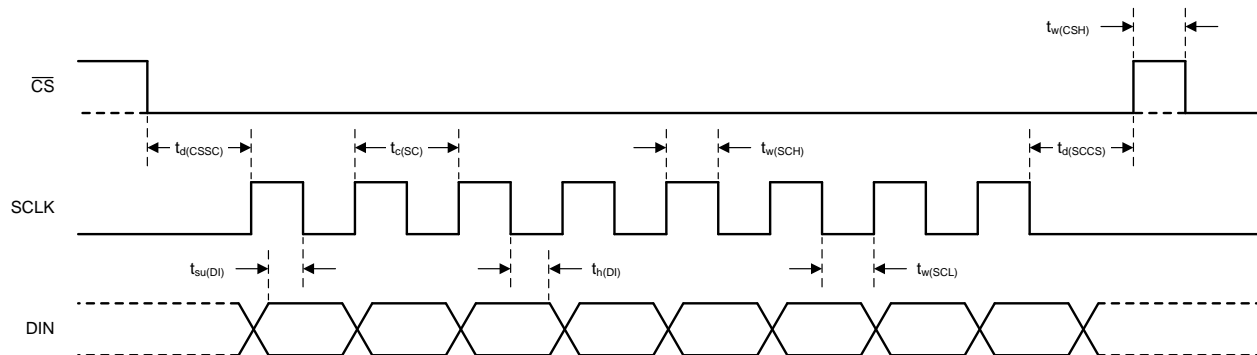 tw(CSH)
CS
td(CSSC)
tc(SC)
tw(SCH)
td(SCCS)
SCLK
tsu(DI)
th(DI)
tw(SCL)
DIN